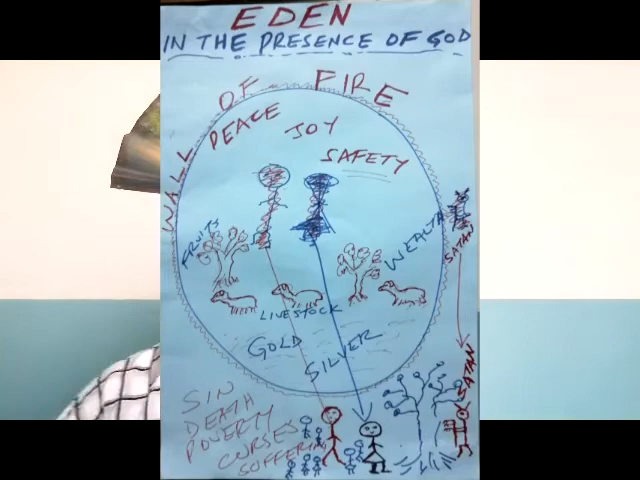 EDEN
IN THE PRESENCE OF GOD
WALL OF FIRE
PEACE
JOY
SAFETY
FRUITS
WEALTH
SATAN
LIVESTOCK
GOLD
SILVER
SATAN
SIN
DEATH
POVERTY
CURSES
SUFFERING